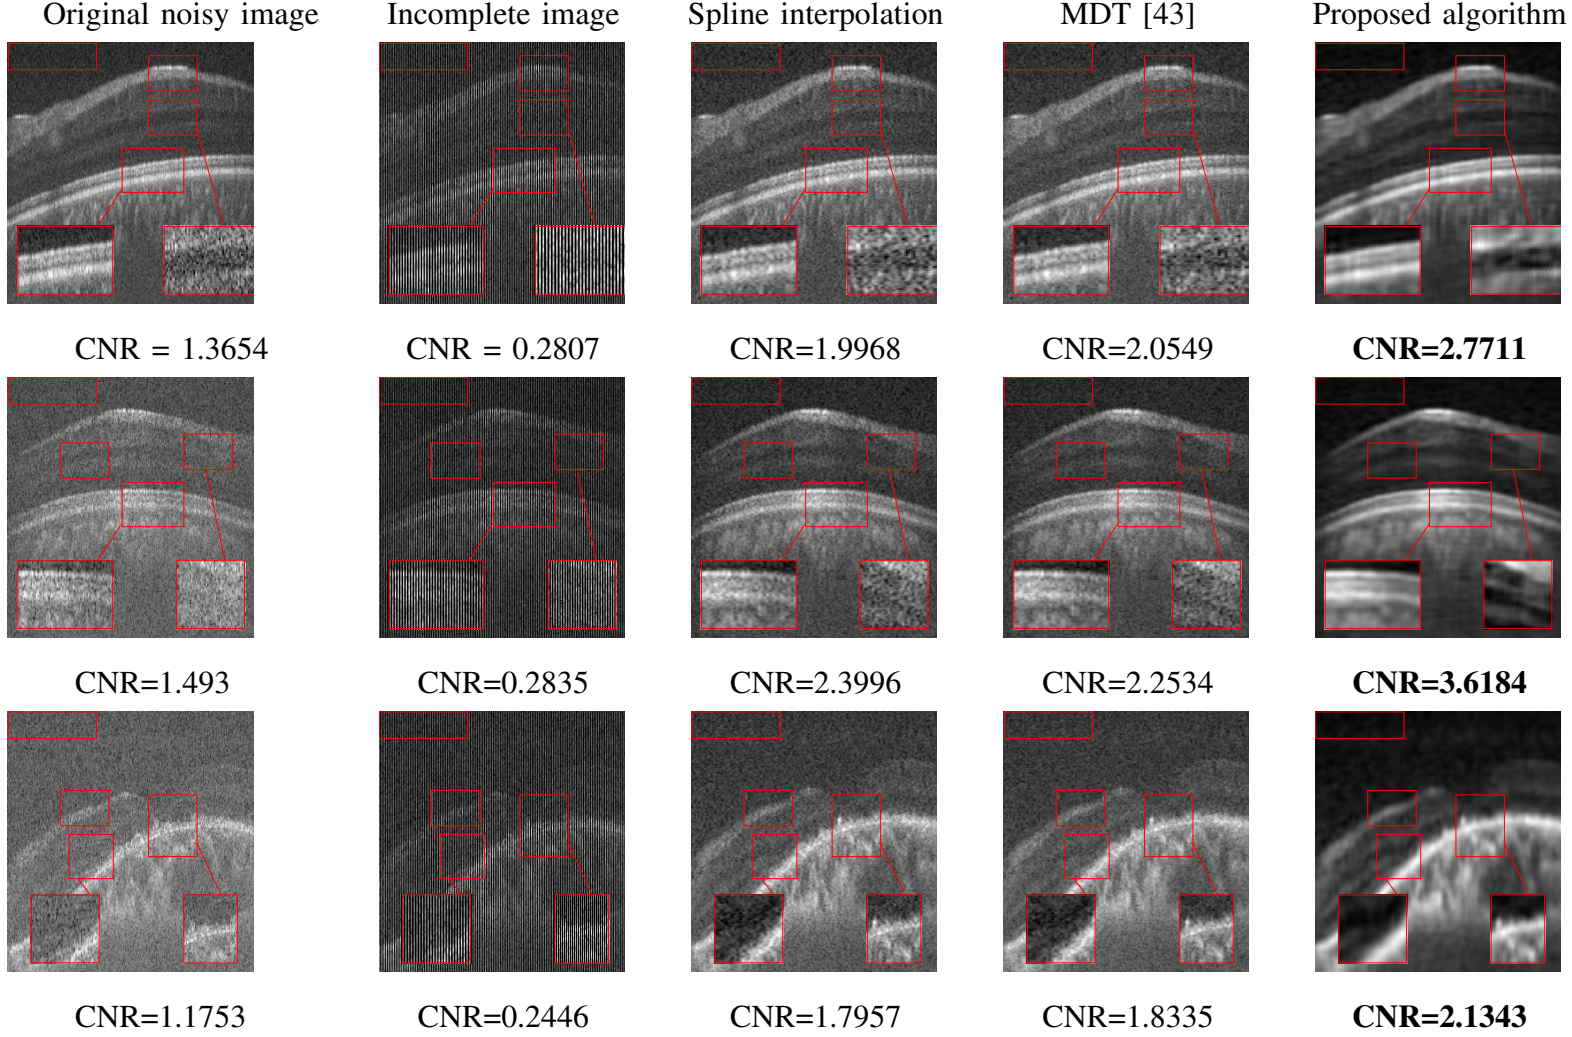 Original noisy image Incomplete image Spline interpolation MDT [43] Proposed algorithm
CNR = 1.3654 CNR = 0.2807 CNR=1.9968 CNR=2.0549 CNR=2.7711
CNR=1.493 CNR=0.2835 CNR=2.3996 CNR=2.2534 CNR=3.6184
CNR=1.1753 CNR=0.2446 CNR=1.7957 CNR=1.8335 CNR=2.1343